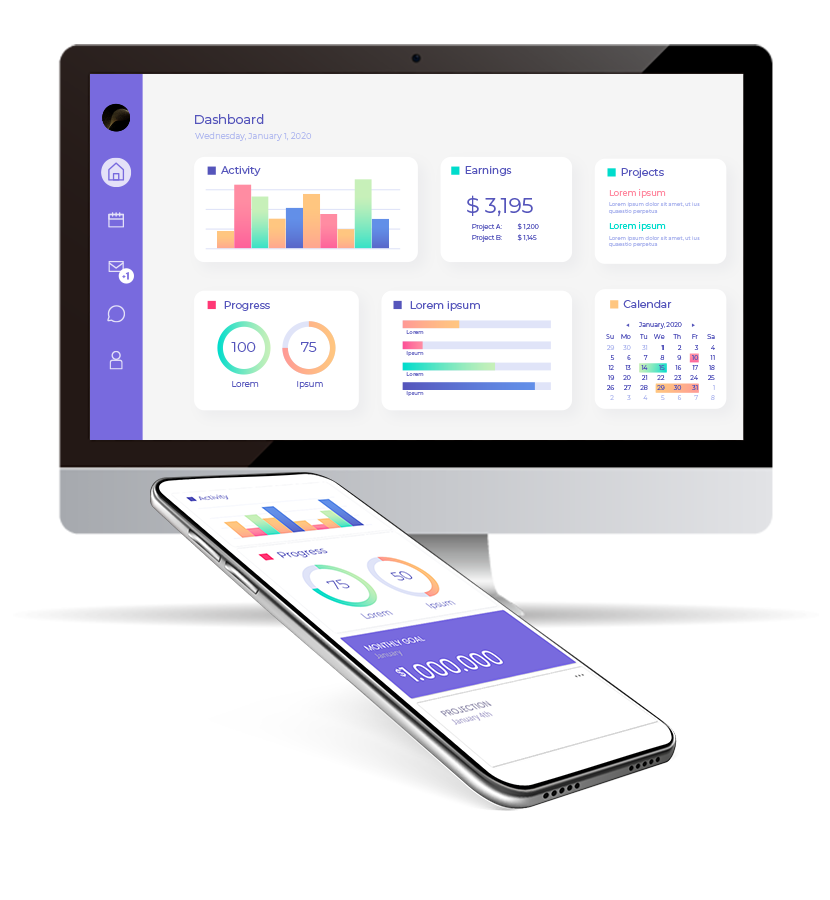 Dashboard
Wednesday, January 1, 2020
Activity
Earnings
$ 3,195
Project A: $ 1,200
Project B: $ 1,145
Projects
Lorem ipsum
Lorem ipsum dolor sit amet, ut ius
quaestio perpetua
Lorem ipsum
Lorem ipsum dolor sit amet, ut ius
quaestio perpetua
+1
Progress
100 75
Lorem Ipsum
Lorem ipsum
Lorem
Ipsum
Lorem
Ipsum
Calendar
January, 2020
Su Mo Tu We Th Fr Sa
29 30 31 1 2 3 4
5 6 7 8 9 10 11
12 13 14 15 16 17 18
19 20 21 22 23 24 25
26 27 28 29 30 31 1
2 3 4 5 6 7 8
Activity
Progress
75 50
Lorem Ipsum
MONTHLY GOAL
January
$1.000.000
PROJECTION
January 4th